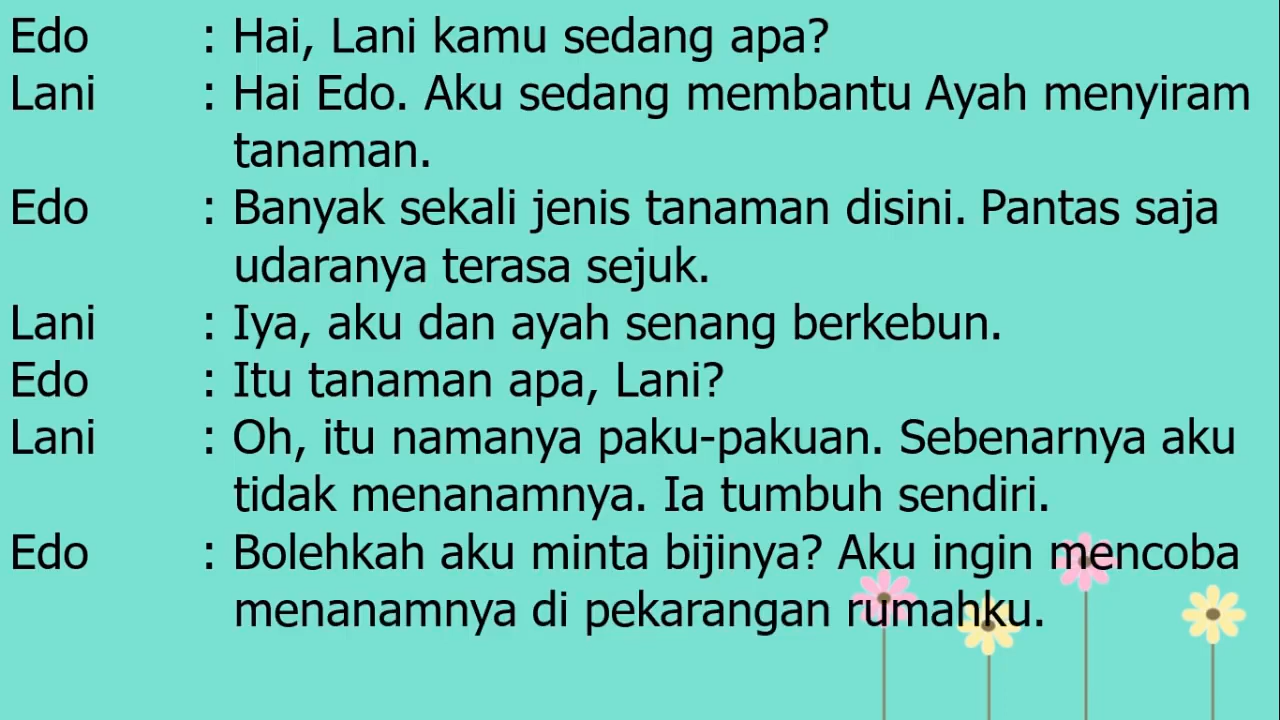 Edo : Hai, Lani kamu sedang apa?
Lani : Hai Edo. Aku sedang membantu Ayah menyiram
tanaman.
Edo : Banyak sekali jenis tanaman disini. Pantas saja
udaranya terasa sejuk.
Lani : Iya, aku dan ayah senang berkebun.
Edo : Itu tanaman apa, Lani?
Lani : Oh, itu namanya paku-pakuan. Sebenarnya aku
tidak menanamnya. Ia tumbuh sendiri.
Edo : Bolehkah aku minta bijinya? Aku ingin mencoba
menanamnya di pekarangan rumahku.